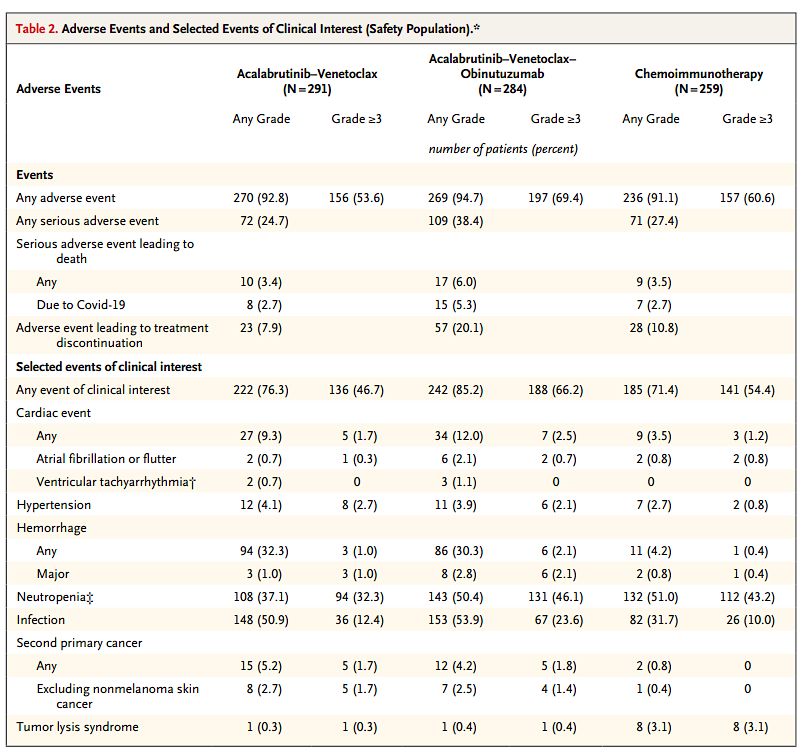 Table 2. Adverse Events and Selected Events of Clinical Interest (Safety Population).*
Adverse Events
Acalabrutinib–Venetoclax (N=291)
Acalabrutinib–Venetoclax–Obinutuzumab (N=284)
Chemoimmunotherapy (N=259)
Any Grade Grade ≥3 Any Grade Grade ≥3 Any Grade Grade ≥3
number of patients (percent)
Events
Any adverse event 270 (92.8) 156 (53.6) 269 (94.7) 197 (69.4) 236 (91.1) 157 (60.6)
Any serious adverse event 72 (24.7) 109 (38.4) 71 (27.4)
Serious adverse event leading to
death
Any 10 (3.4) 17 (6.0) 9 (3.5)
Due to Covid-19 8 (2.7) 15 (5.3) 7 (2.7)
Adverse event leading to treatment 23 (7.9) 57 (20.1) 28 (10.8)
discontinuation
Selected events of clinical interest
Any event of clinical interest 222 (76.3) 136 (46.7) 242 (85.2) 188 (66.2) 185 (71.4) 141 (54.4)
Cardiac event
Any 27 (9.3) 5 (1.7) 34 (12.0) 7 (2.5) 9 (3.5) 3 (1.2)
Atrial fibrillation or flutter 2 (0.7) 1 (0.3) 6 (2.1) 2 (0.7) 2 (0.8) 2 (0.8)
Ventricular tachyarrhythmia† 2 (0.7) 0 3 (1.1) 0 0 0
Hypertension 12 (4.1) 8 (2.7) 11 (3.9) 6 (2.1) 7 (2.7) 2 (0.8)
Hemorrhage
Any 94 (32.3) 3 (1.0) 86 (30.3) 6 (2.1) 11 (4.2) 1 (0.4)
Major 3 (1.0) 3 (1.0) 8 (2.8) 6 (2.1) 2 (0.8) 1 (0.4)
Neutropenia‡ 108 (37.1) 94 (32.3) 143 (50.4) 131 (46.1) 132 (51.0) 112 (43.2)
Infection 148 (50.9) 36 (12.4) 153 (53.9) 67 (23.6) 82 (31.7) 26 (10.0)
Second primary cancer
Any 15 (5.2) 5 (1.7) 12 (4.2) 5 (1.8) 2 (0.8) 0
Excluding nonmelanoma skin 8 (2.7) 5 (1.7) 7 (2.5) 4 (1.4) 1 (0.4) 0
cancer
Tumor lysis syndrome 1 (0.3) 1 (0.3) 1 (0.4) 1 (0.4) 8 (3.1) 8 (3.1)